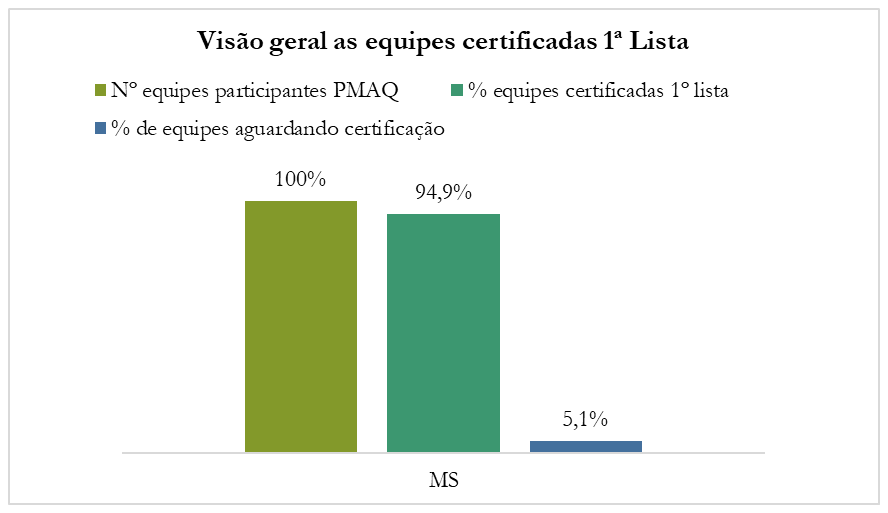 Visão geral as equipes certificadas 1ª Lista
Nº equipes participantes PMAQ
% equipes certificadas 1º lista
% de equipes aguardando certificação
100%
94,9%
5,1%
MS